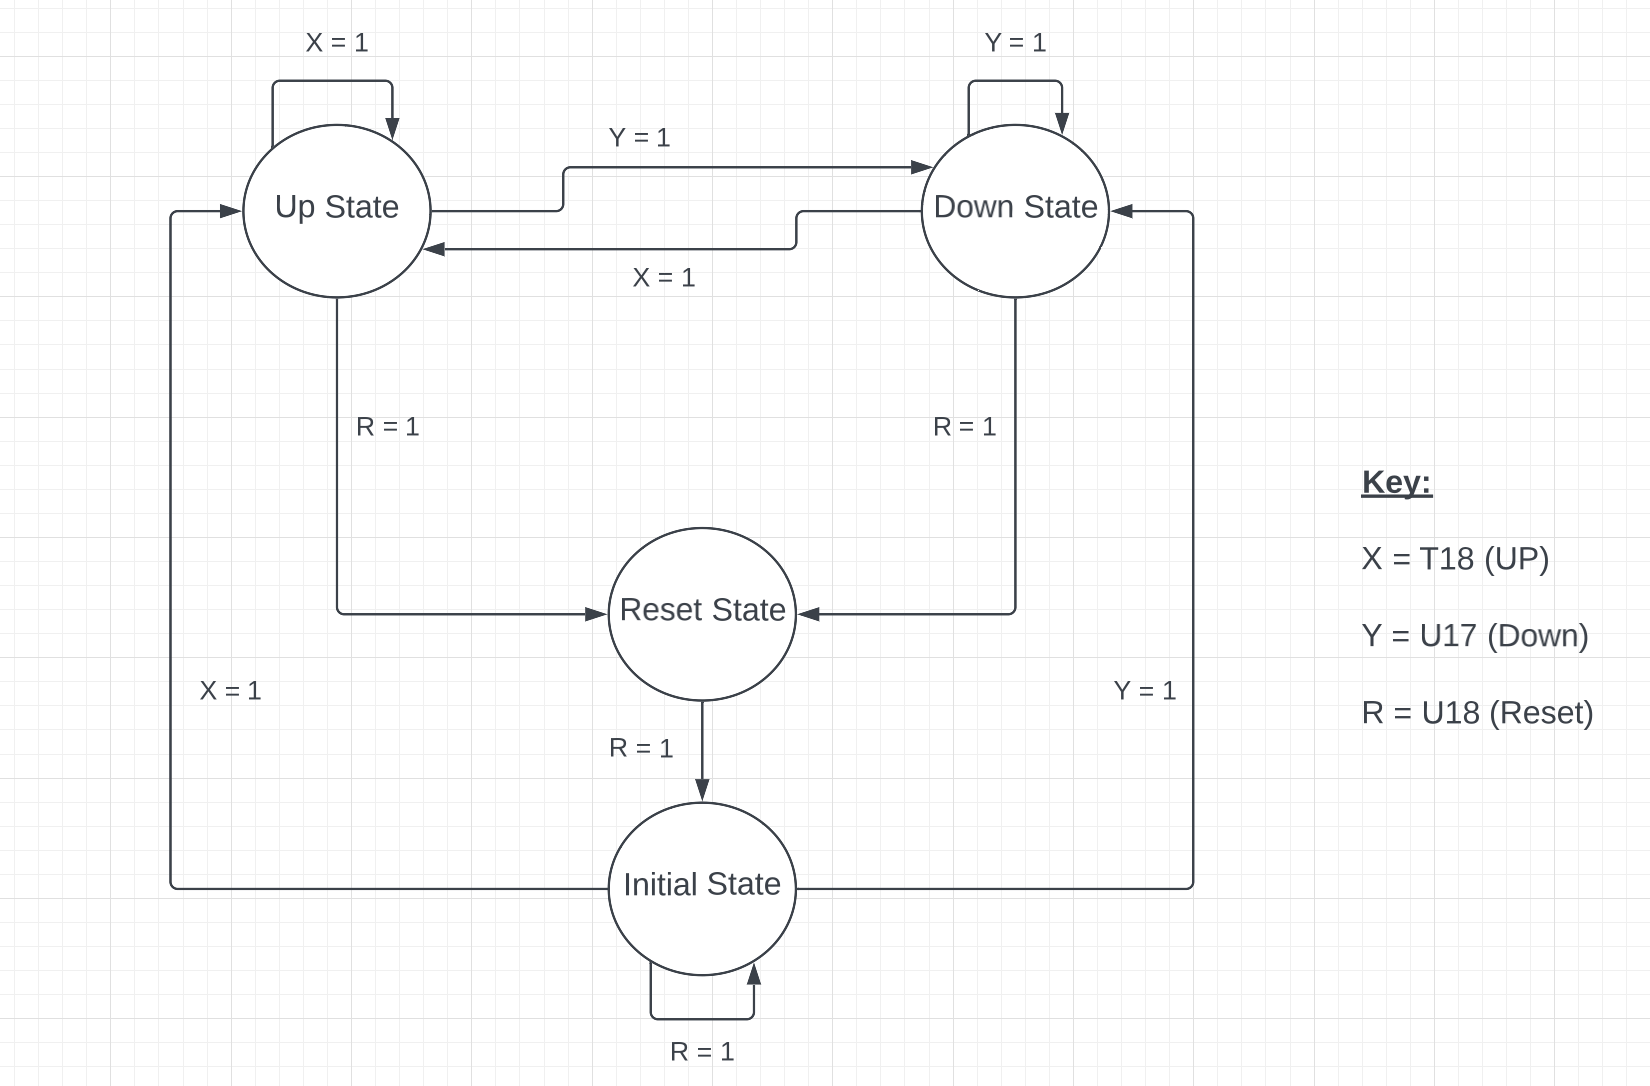 X = 1
Y = 1
Y = 1
Up State
Down State
X = 1
R = 1
R = 1
Key:
X = T18 (UP)
Reset State
Y = U17 (Down)
X = 1
Y = 1
R = U18 (Reset)
R = 1
Initial State
R = 1